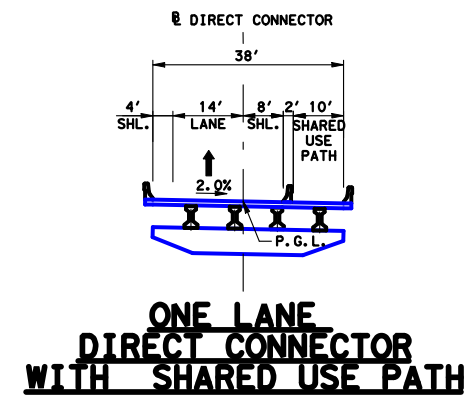 ℄ DIRECT CONNECTOR
38'
4' 14' 8' 2' 10'
SHL. LANE SHL. SHARED
USE
PATH
2.0%
P.G.L.
ONE LANE
DIRECT CONNECTOR
WITH SHARED USE PATH